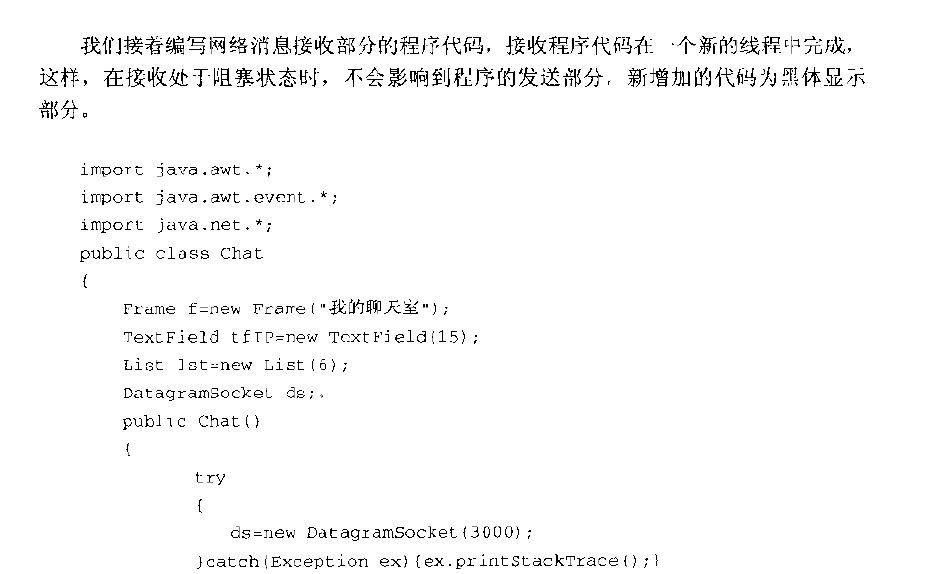 我们接着编写网络消息接收部分的程序代码，接收程序代码在一个新的线程中完成，
这样，在接收处于阻塞状态时，不会影响到程序的发送部分。新增加的代码为黑体显示
部分。
import java.awt.*;
import java.awt.event.*;
import java.net.*;
public class Chat
{
Frame f=new Frame("我的聊天室");
TextField tfIP=new TextField(15);
List lst=new List(6);
DatagramSocket ds;
public Chat()
{
try
{
ds=new DatagramSocket(3000);
}catch(Exception ex){ex.printStackTrace();}